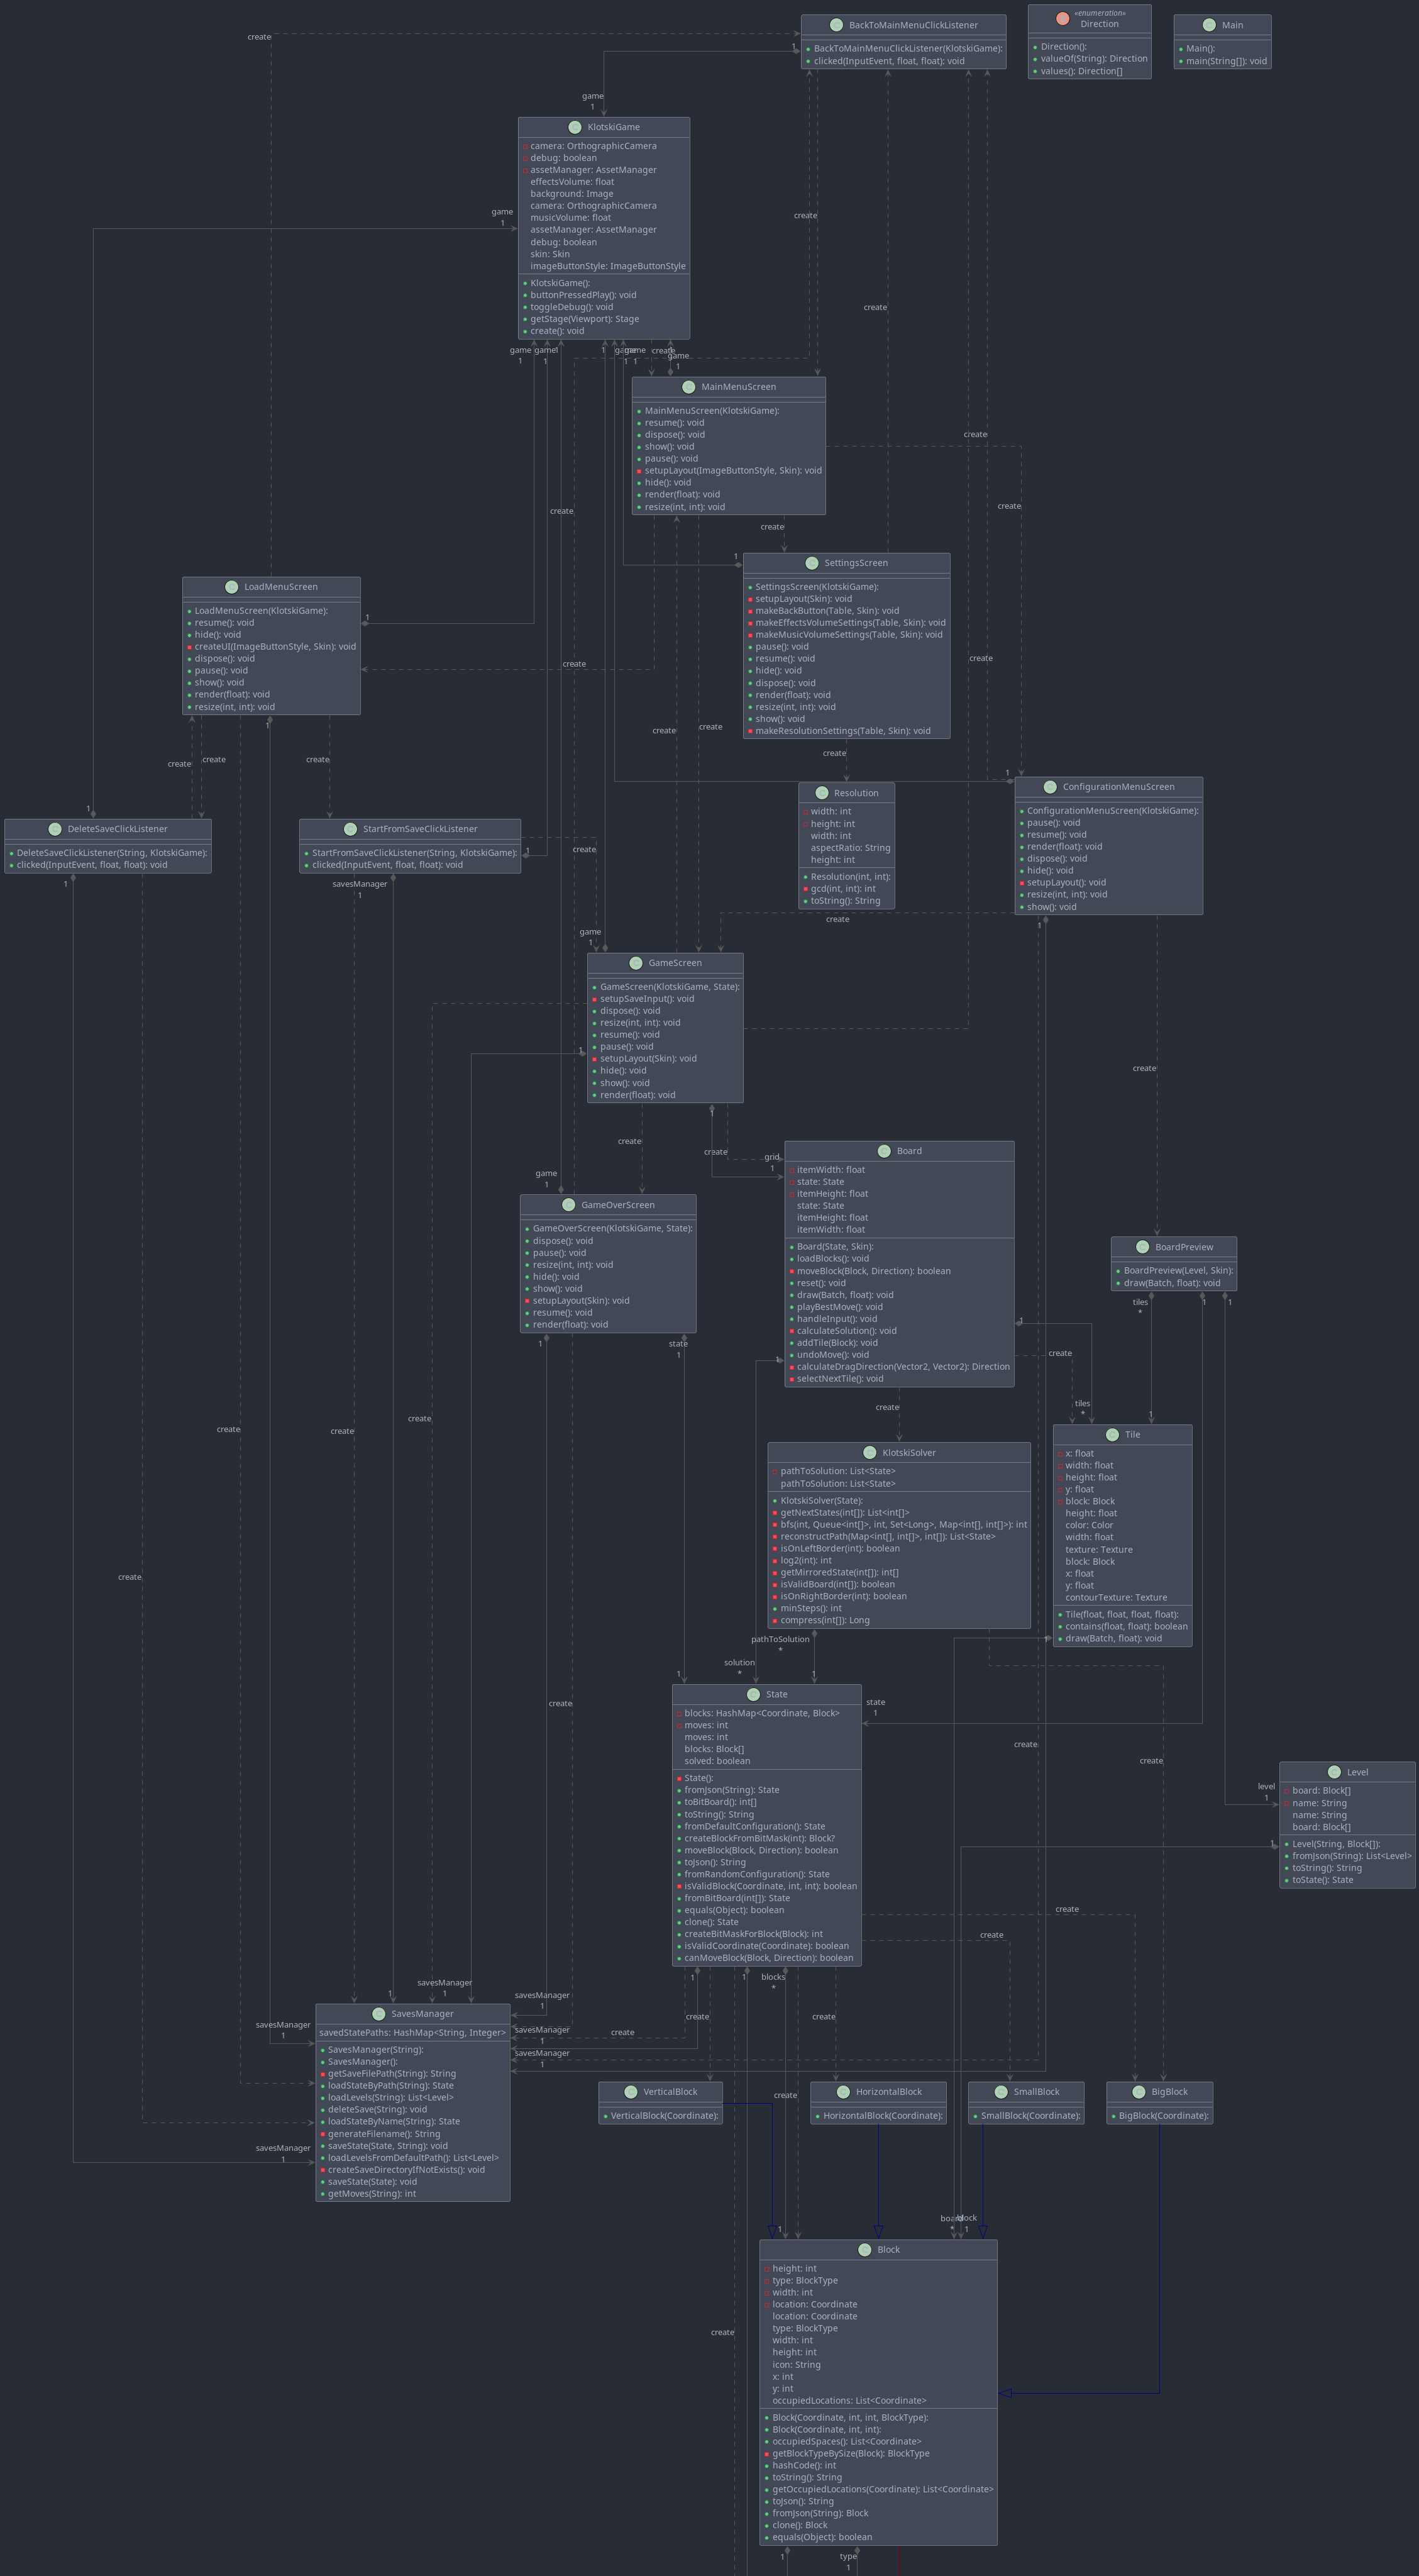 BackToMainMenuClickListener
BackToMainMenuClickListener(KlotskiGame):
clicked(InputEvent, float, float): void
«enumeration»
Direction
Direction():
valueOf(String): Direction
values(): Direction[]
Main
Main():
main(String[]): void
create
1
game
1
KlotskiGame
camera: OrthographicCamera
debug: boolean
assetManager: AssetManager
effectsVolume: float
background: Image
camera: OrthographicCamera
musicVolume: float
assetManager: AssetManager
debug: boolean
skin: Skin
imageButtonStyle: ImageButtonStyle
KlotskiGame():
buttonPressedPlay(): void
toggleDebug(): void
getStage(Viewport): Stage
create(): void
game
1
create
create
game
1
game
1
1
game
1
game
1
create
game
1
MainMenuScreen
MainMenuScreen(KlotskiGame):
resume(): void
dispose(): void
show(): void
pause(): void
setupLayout(ImageButtonStyle, Skin): void
hide(): void
render(float): void
resize(int, int): void
create
create
create
create
1
SettingsScreen
SettingsScreen(KlotskiGame):
setupLayout(Skin): void
makeBackButton(Table, Skin): void
makeEffectsVolumeSettings(Table, Skin): void
makeMusicVolumeSettings(Table, Skin): void
pause(): void
resume(): void
hide(): void
dispose(): void
render(float): void
resize(int, int): void
show(): void
makeResolutionSettings(Table, Skin): void
LoadMenuScreen
LoadMenuScreen(KlotskiGame):
resume(): void
hide(): void
createUI(ImageButtonStyle, Skin): void
dispose(): void
pause(): void
show(): void
render(float): void
resize(int, int): void
1
create
create
create
create
1
create
create
create
create
1
1
Resolution
width: int
height: int
width: int
aspectRatio: String
height: int
Resolution(int, int):
gcd(int, int): int
toString(): String
ConfigurationMenuScreen
ConfigurationMenuScreen(KlotskiGame):
pause(): void
resume(): void
render(float): void
dispose(): void
hide(): void
setupLayout(): void
resize(int, int): void
show(): void
1
DeleteSaveClickListener
DeleteSaveClickListener(String, KlotskiGame):
clicked(InputEvent, float, float): void
1
StartFromSaveClickListener
StartFromSaveClickListener(String, KlotskiGame):
clicked(InputEvent, float, float): void
1
savesManager
1
create
create
1
game
1
GameScreen
GameScreen(KlotskiGame, State):
setupSaveInput(): void
dispose(): void
resize(int, int): void
resume(): void
pause(): void
setupLayout(Skin): void
hide(): void
show(): void
render(float): void
1
1
create
create
create
grid
1
Board
itemWidth: float
state: State
itemHeight: float
state: State
itemHeight: float
itemWidth: float
Board(State, Skin):
loadBlocks(): void
moveBlock(Block, Direction): boolean
reset(): void
draw(Batch, float): void
playBestMove(): void
handleInput(): void
calculateSolution(): void
addTile(Block): void
undoMove(): void
calculateDragDirection(Vector2, Vector2): Direction
selectNextTile(): void
1
1
game
1
GameOverScreen
GameOverScreen(KlotskiGame, State):
dispose(): void
pause(): void
resize(int, int): void
hide(): void
show(): void
setupLayout(Skin): void
resume(): void
render(float): void
1
state
1
BoardPreview
BoardPreview(Level, Skin):
draw(Batch, float): void
tiles
*
1
1
create
create
tiles
*
1
Tile
x: float
width: float
height: float
y: float
block: Block
height: float
color: Color
width: float
texture: Texture
block: Block
x: float
y: float
contourTexture: Texture
Tile(float, float, float, float):
contains(float, float): boolean
draw(Batch, float): void
1
KlotskiSolver
pathToSolution: List<State>
pathToSolution: List<State>
KlotskiSolver(State):
getNextStates(int[]): List<int[]>
bfs(int, Queue<int[]>, int, Set<Long>, Map<int[], int[]>): int
reconstructPath(Map<int[], int[]>, int[]): List<State>
isOnLeftBorder(int): boolean
log2(int): int
getMirroredState(int[]): int[]
isValidBoard(int[]): boolean
isOnRightBorder(int): boolean
minSteps(): int
compress(int[]): Long
create
create
create
create
pathToSolution
*
solution
*
1
1
State
blocks: HashMap<Coordinate, Block>
moves: int
moves: int
blocks: Block[]
solved: boolean
State():
fromJson(String): State
toBitBoard(): int[]
toString(): String
fromDefaultConfiguration(): State
createBlockFromBitMask(int): Block?
moveBlock(Block, Direction): boolean
toJson(): String
fromRandomConfiguration(): State
isValidBlock(Coordinate, int, int): boolean
fromBitBoard(int[]): State
equals(Object): boolean
clone(): State
createBitMaskForBlock(Block): int
isValidCoordinate(Coordinate): boolean
canMoveBlock(Block, Direction): boolean
state
1
create
create
create
create
create
level
1
Level
board: Block[]
name: String
name: String
board: Block[]
Level(String, Block[]):
fromJson(String): List<Level>
toString(): String
toState(): State
1
create
1
1
blocks
*
1
savesManager
1
savesManager
1
savesManager
1
savesManager
1
savesManager
1
create
create
create
SavesManager
savedStatePaths: HashMap<String, Integer>
SavesManager(String):
SavesManager():
getSaveFilePath(String): String
loadStateByPath(String): State
loadLevels(String): List<Level>
deleteSave(String): void
loadStateByName(String): State
generateFilename(): String
saveState(State, String): void
loadLevelsFromDefaultPath(): List<Level>
createSaveDirectoryIfNotExists(): void
saveState(State): void
getMoves(String): int
savesManager
1
VerticalBlock
VerticalBlock(Coordinate):
HorizontalBlock
HorizontalBlock(Coordinate):
SmallBlock
SmallBlock(Coordinate):
BigBlock
BigBlock(Coordinate):
create
1
board
*
block
1
Block
height: int
type: BlockType
width: int
location: Coordinate
location: Coordinate
type: BlockType
width: int
height: int
icon: String
x: int
y: int
occupiedLocations: List<Coordinate>
Block(Coordinate, int, int, BlockType):
Block(Coordinate, int, int):
occupiedSpaces(): List<Coordinate>
getBlockTypeBySize(Block): BlockType
hashCode(): int
toString(): String
getOccupiedLocations(Coordinate): List<Coordinate>
toJson(): String
fromJson(String): Block
clone(): Block
equals(Object): boolean
create
1
type
1